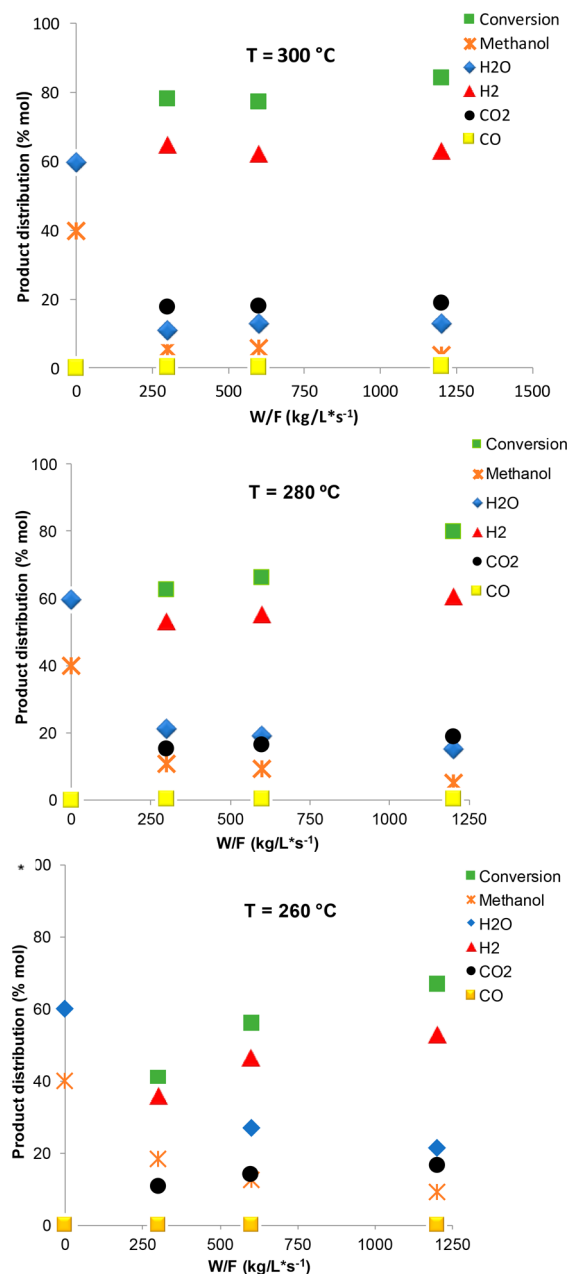 100
80
60
40
20
0
Product distribution (% mol)
T = 300 °C
Conversion
Methanol
H2O
H2
CO2
CO
0 250 500 750 1000 1250 1500
W/F (kg/L*s-1)
100
80
60
40
20
0
Product distribution (% mol)
T = 280 ºC
Conversion
Methanol
H2O
H2
CO2
CO
0 250 500 750 1000 1250
W/F (kg/L*s-1)
* 00
80
60
40
20
0
Product distribution (% mol)
T = 260 °C
Conversion
Methanol
H2O
H2
CO2
CO
0 250 500 750 1000 1250
W/F (kg/L*s-1)